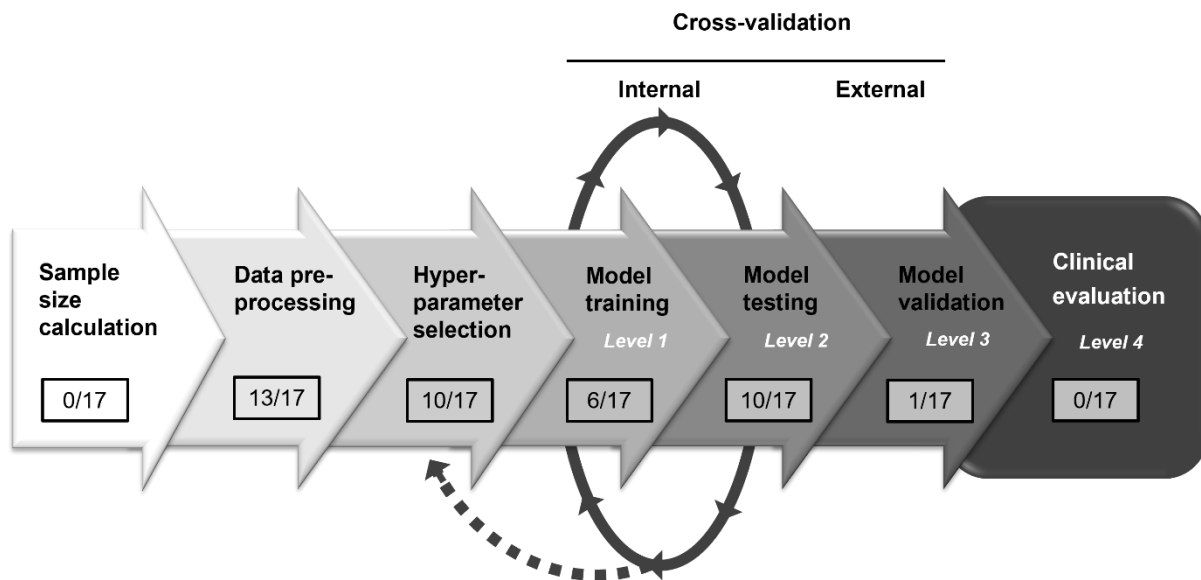 Cross-validation
Internal
External
Sample
size
calculation
0/17
Data pre-
processing
13/17
Hyper-
parameter
selection
10/17
Model
training
Level 1
6/17
Model
testing
Level 2
10/17
Model
validation
Level 3
1/17
Clinical
evaluation
Level 4
0/17